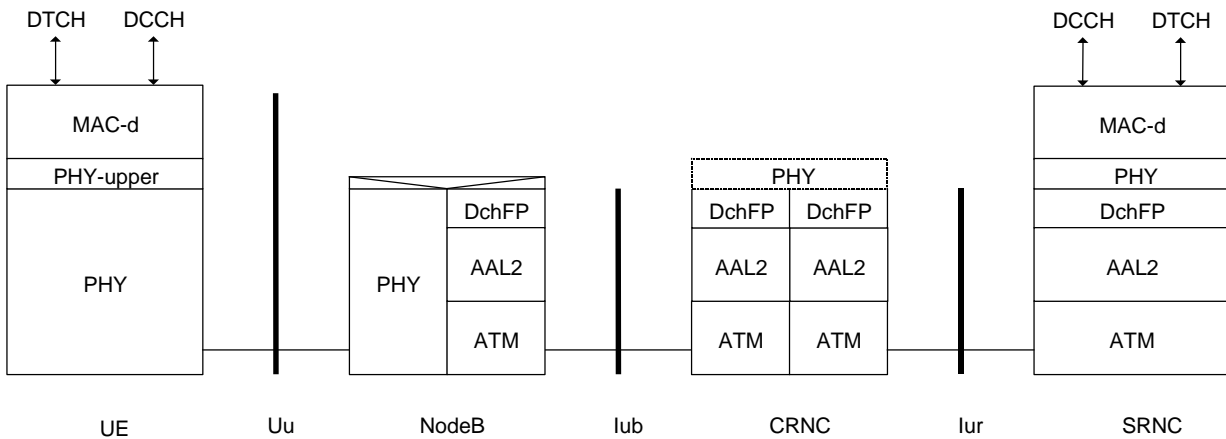 DTCH DCCH DCCH DTCH
MAC-d MAC-d
PHY-upper PHY PHY
DchFP DchFP DchFP DchFP
PHY PHY AAL2 AAL2 AAL2 AAL2
ATM ATM ATM ATM
UE Uu NodeB Iub CRNC Iur SRNC